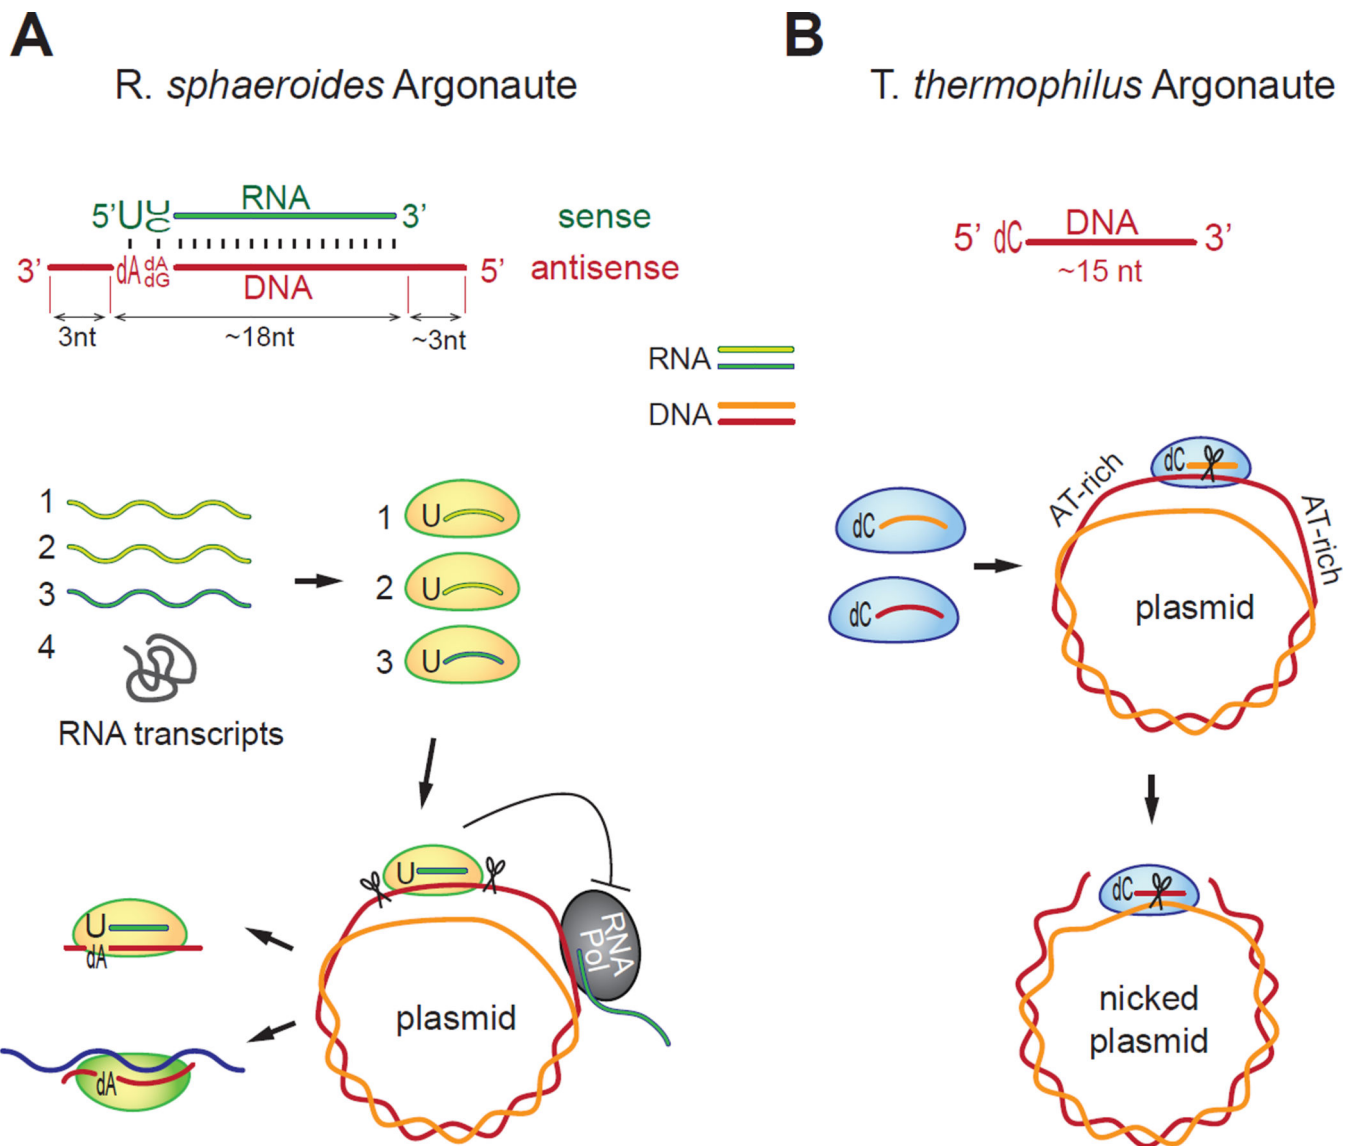 A
R. sphaeroides Argonaute
RNA
5’UU
C
3’
sense
3’
dA
dA
dG
DNA
5’
antisense
3nt
~18nt
~3nt
RNA
DNA
1
2
3
4
RNA transcripts
1 U
2 U
3 U
U
RNA
Pol
plasmid
U
dA
dA
B
T. thermophilus Argonaute
5’ dC
DNA
3’
~15 nt
dC
dC
dC
AT-rich
AT-rich
plasmid
dC
nicked
plasmid